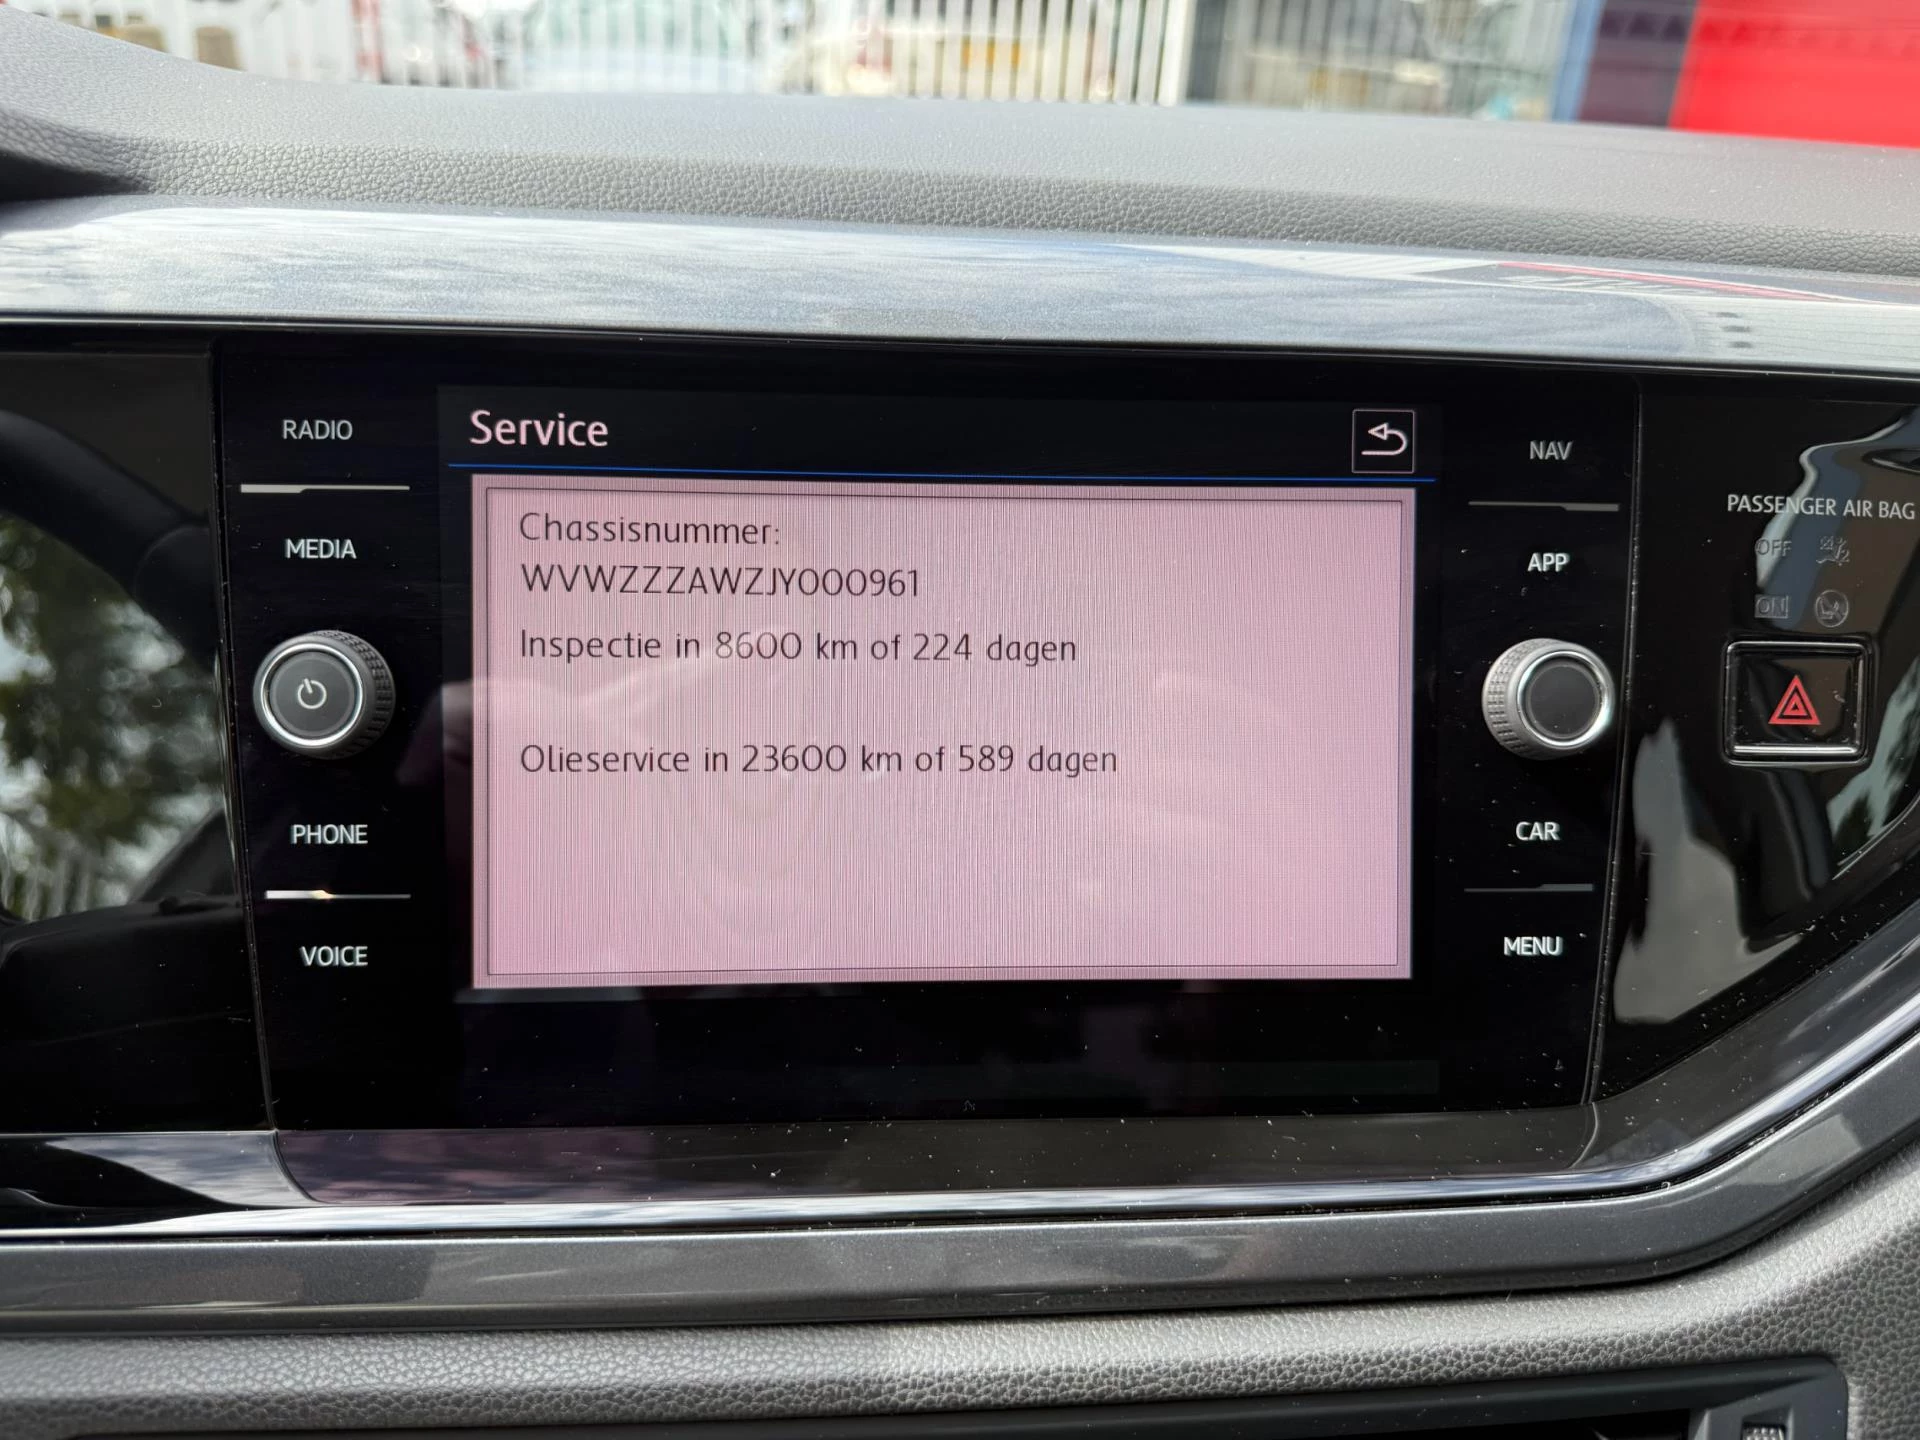 Service
Chassisnummer:
WVWZZZAWZJY000961
Inspectie in 8600 km of 224 dagen
Olieservice in 23600 km of 589 dagen
RADIO
MEDIA
PHONE
VOICE
NAV
APP
CAR
MENU
PASSENGER AIR BAG
OFF
ON